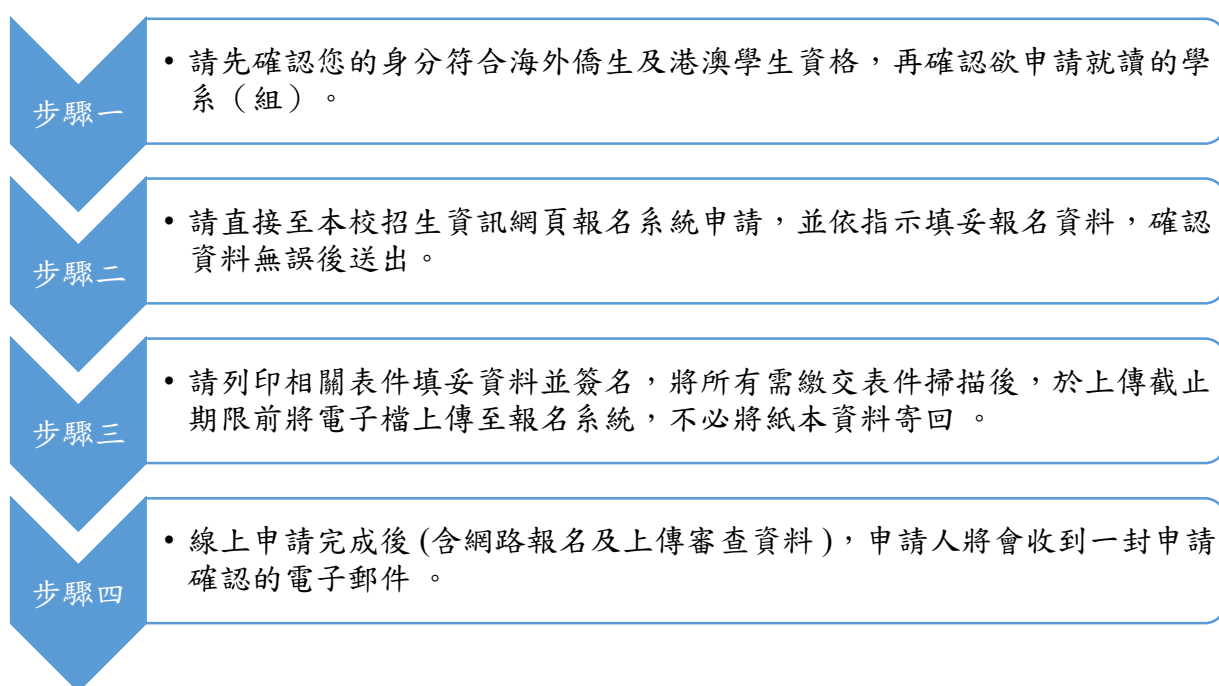 步驟一
• 請先確認您的身分符合海外僑生及港澳學生資格，再確認欲申請就讀的學
系（組）。
步驟二
• 請直接至本校招生資訊網頁報名系統申請，並依指示填妥報名資料，確認
資料無誤後送出。
步驟三
• 請列印相關表件填妥資料並簽名，將所有需繳交表件掃描後，於上傳截止
期限前將電子檔上傳至報名系統，不必將紙本資料寄回 。
步驟四
• 線上申請完成後 (含網路報名及上傳審查資料 )，申請人將會收到一封申請
確認的電子郵件 。